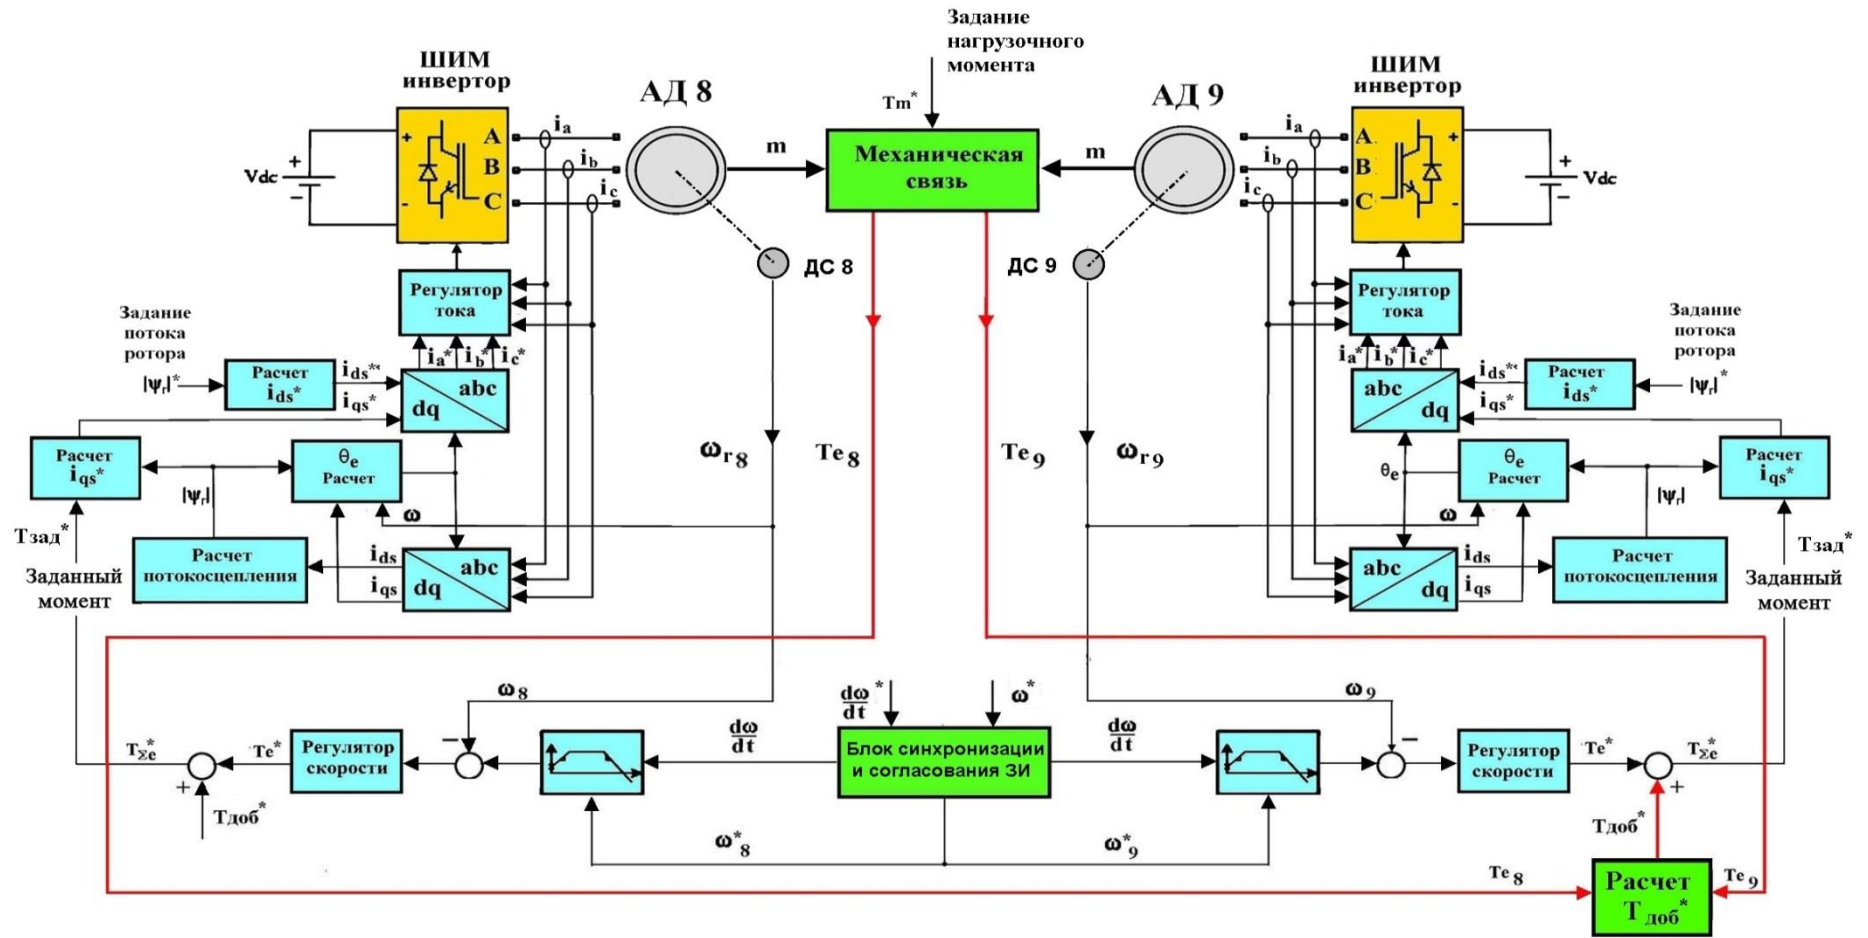 Задание
нагрузочного
момента
Tm*
ШИМ
инвертор
АД 8
АД 9
ШИМ
инвертор
Vdc
+
−
+
-
A
B
C
ia
ib
ic
m
Механическая
связь
m
ia
ib
ic
A
B
C
+
-
+
−
Vdc
ДС 8
ДС 9
Регулятор
тока
Регулятор
тока
Задание
потока
ротора
|ψr|*
Расчет
ids*
ids**
iqs*
ia* ib* ic*
abc
dq
ia* ib* ic*
abc
dq
ids**
iqs*
Расчет
ids*
Задание
потока
ротора
|ψr|*
Расчет
iqs*
|ψr|
θe
Расчет
ω
ωr8
Te8
Te9
ωr9
θe
ω
θe
Расчет
|ψr|
Расчет
iqs*
Tзад*
Заданный
момент
Расчет
потокосцепления
ids
iqs
abc
dq
abc
dq
ids
iqs
Расчет
потокосцепления
Tзад*
Заданный
момент
ω8
dω/dt*
ω*
ω9
TΣe*
Te*
Регулятор
скорости
−
dω/dt
Блок синхронизации
и согласования ЗИ
dω/dt
−
Регулятор
скорости
Te*
TΣe*
+
Tдоб*
ω*8
ω*9
+
Tдоб*
Te8
Расчет
Tдоб*
Te9